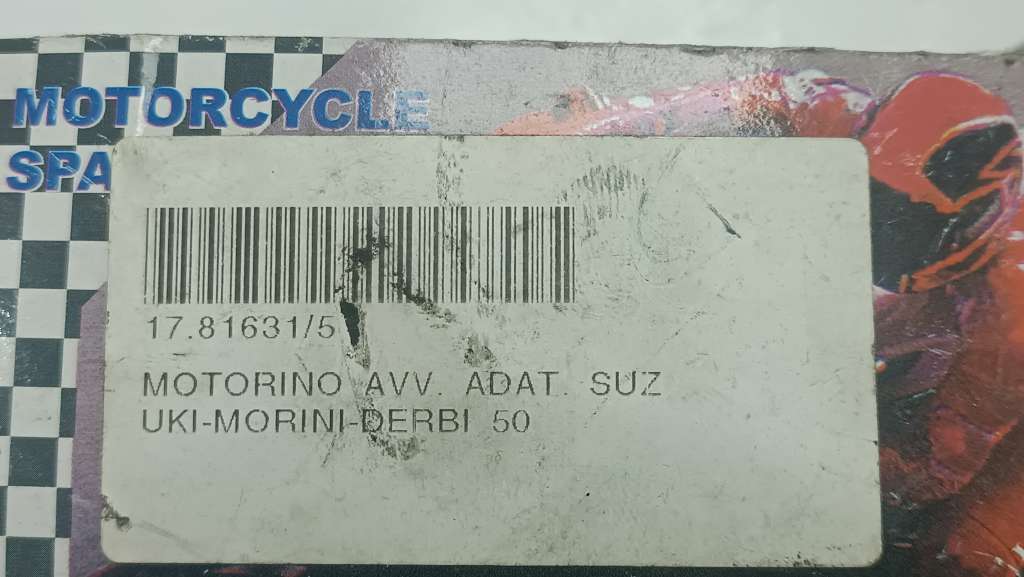 MOTORCYCLE
SPA
17.81631/5
MOTORINO AVV. ADAT. SUZ
UKI-MORINI-DERBI 50